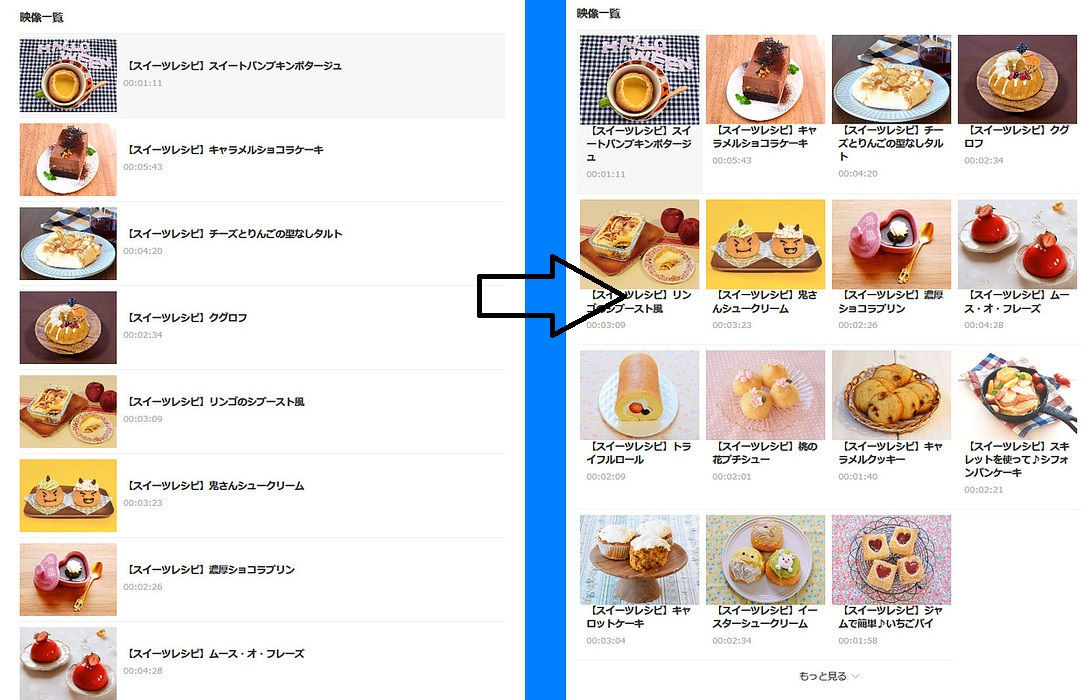 映像一覧
【スイーツレシピ】スイートパンプキンポタージュ
00:01:11
【スイーツレシピ】キャラメルショコラケーキ
00:05:43
【スイーツレシピ】チーズとりんごの型なしタルト
00:04:20
【スイーツレシピ】クグロフ
00:02:34
【スイーツレシピ】リンゴのシブースト風
00:03:09
【スイーツレシピ】鬼さんシュークリーム
00:03:23
【スイーツレシピ】濃厚ショコラプリン
00:02:26
【スイーツレシピ】ムース・オ・フレーズ
00:04:28
映像一覧
【スイーツレシピ】スイ
ートパンプキンポタージ
ュ
00:01:11
【スイーツレシピ】キャ
ラメルショコラケーキ
00:05:43
【スイーツレシピ】チー
ズとりんごの型なしタル
ト
00:04:20
【スイーツレシピ】クグ
ロフ
00:02:34
【スイーツレシピ】リン
ゴのシブースト風
00:03:09
【スイーツレシピ】鬼さ
んシュークリーム
00:03:23
【スイーツレシピ】濃厚
ショコラプリン
00:02:26
【スイーツレシピ】ムー
ス・オ・フレーズ
00:04:28
【スイーツレシピ】トラ
イフルロール
00:02:09
【スイーツレシピ】桃の
花プチシュー
00:02:01
【スイーツレシピ】キャ
ラメルクッキー
00:01:40
【スイーツレシピ】スキ
レットを使って♪シフォ
ンパンケーキ
00:02:21
【スイーツレシピ】キャ
ロットケーキ
00:03:04
【スイーツレシピ】イー
スターシュークリーム
00:02:34
【スイーツレシピ】ジャ
ムで簡単♪いちごパイ
00:01:58
もっと見る